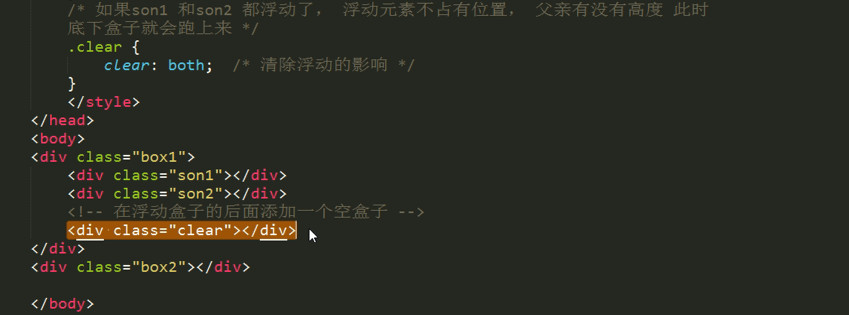 /* 如果son1 和son2 都浮动了， 浮动元素不占有位置， 父亲有没有高度 此时
底下盒子就会跑上来 */
.clear {
clear: both;  /* 清除浮动的影响 */
}
</style>
</head>
<body>
<div class="box1">
<div class="son1"></div>
<div class="son2"></div>
<!-- 在浮动盒子的后面添加一个空盒子 -->
<div class="clear"></div>
</div>
<div class="box2"></div>
</body>